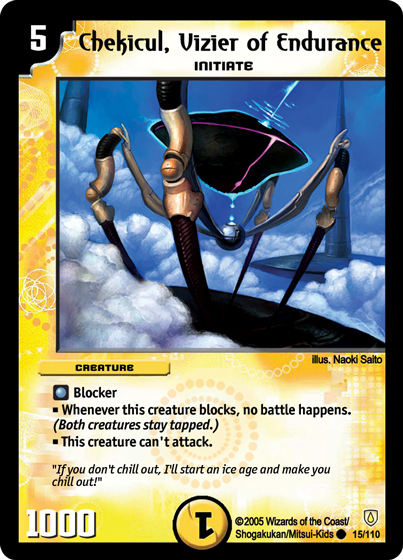 5 Chekicul, Vizier of Endurance
INITIATE
illus. Naoki Saito
CREATURE
Blocker
▪ Whenever this creature blocks, no battle happens.
(Both creatures stay tapped.)
▪ This creature can't attack.
"If you don't chill out, I'll start an ice age and make you
chill out!"
1000
1
©2005 Wizards of the Coast/
Shogakukan/Mitsui-Kids ● 15/110